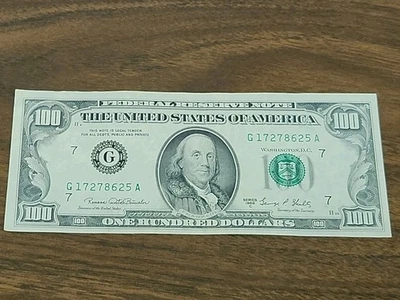 FEDERAL RESERVE NOTE
100 THE UNITED STATES OF AMERICA 100
THIS NOTE IS LEGAL TENDER
FOR ALL DEBTS, PUBLIC AND PRIVATE
G 17278625 A
WASHINGTON, D.C.
7 7
G
G 17278625 A
7 7
SERIES
1969
100 ONE HUNDRED DOLLARS 100